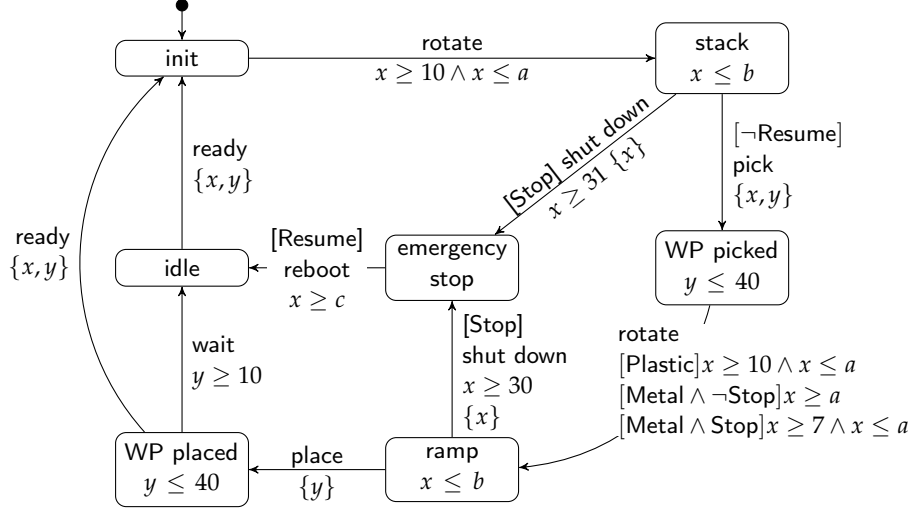 init
rotate
x ≥ 10 ∧ x ≤ a
stack
x ≤ b
[Stop] shut down
x ≥ 31 {x}
[¬Resume]
pick
{x, y}
ready
{x, y}
ready
{x, y}
idle
[Resume]
reboot
x ≥ c
emergency
stop
WP picked
y ≤ 40
wait
y ≥ 10
[Stop]
shut down
x ≥ 30
{x}
rotate
[Plastic]x ≥ 10 ∧ x ≤ a
[Metal ∧ ¬Stop]x ≥ a
[Metal ∧ Stop]x ≥ 7 ∧ x ≤ a
WP placed
y ≤ 40
place
{y}
ramp
x ≤ b